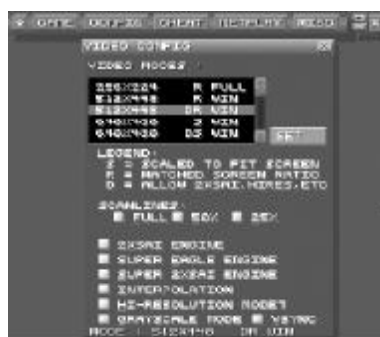 GAME CONFIG CHEAT NETPLAY MISC
VIDEO CONFIG
VIDEO MODES :
256X224 R FULL
512X448 R WIN
512X448 DR WIN
640X480 S WIN
640X480 DS WIN
SET
LEGEND:
S = SCALED TO FIT SCREEN
R = MATCHED SCREEN RATIO
D = ALLOW 2XSAI,HIRES,ETC
SCANLINES:
FULL 50% 25%
2XSAI ENGINE
SUPER EAGLE ENGINE
SUPER 2XSAI ENGINE
INTERPOLATION
HI-RESOLUTION MODE7
GRAYSCALE MODE VSYNC
MODE : 512X448 DR WIN